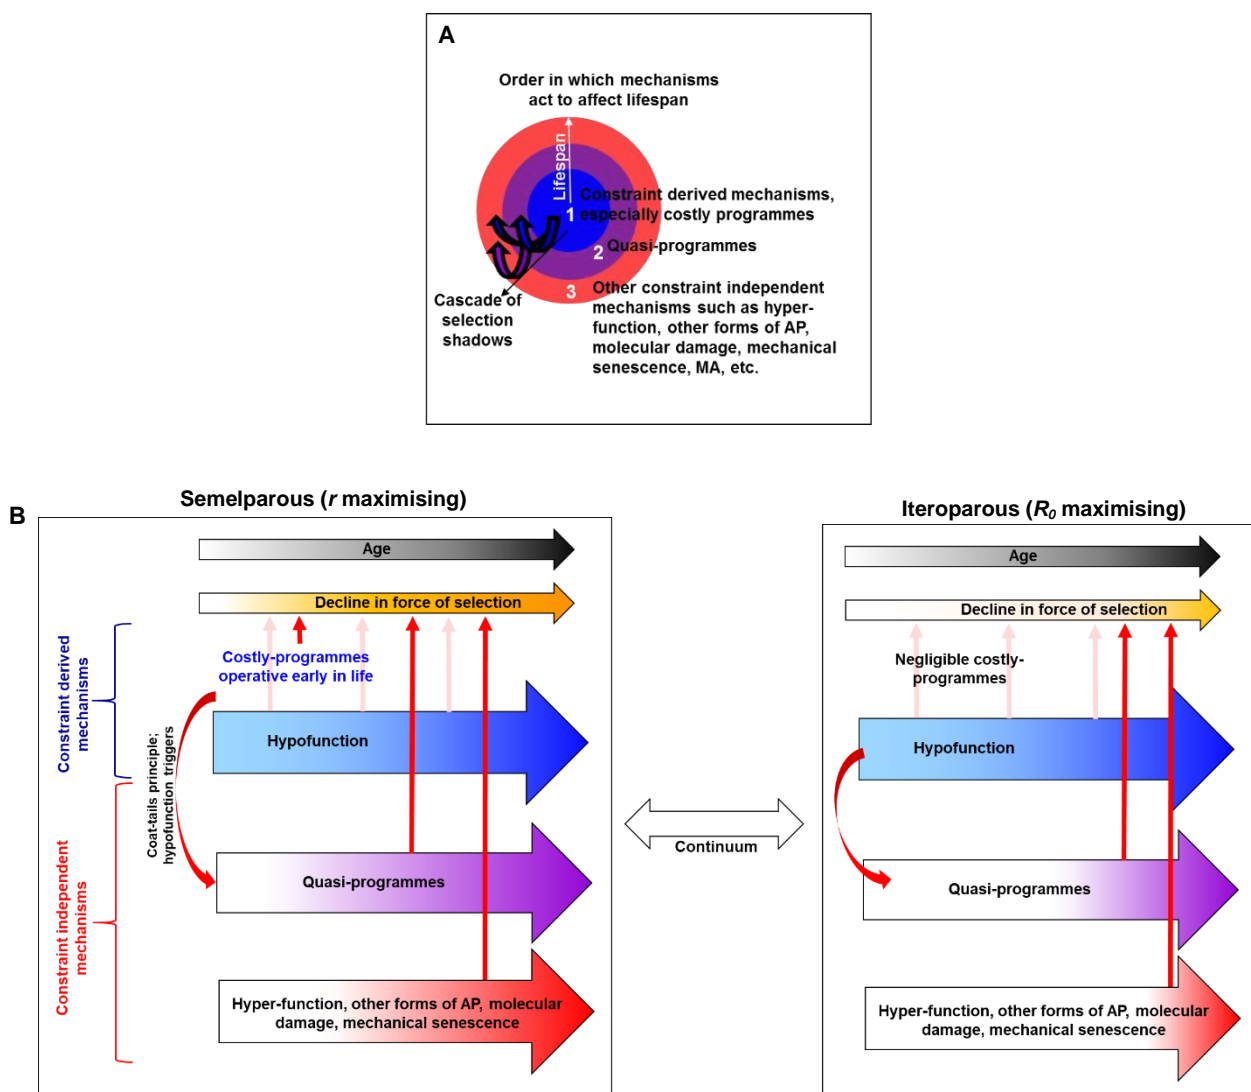 A
Order in which mechanisms
act to affect lifespan
Lifespan
1
Constraint derived mechanisms,
especially costly programmes
2
Quasi-programmes
3
Other constraint independent
mechanisms such as hyper-
function, other forms of AP,
molecular damage, mechanical
senescence, MA, etc.
Cascade of
selection
shadows
B
Semelparous (r maximising)
Age
Decline in force of selection
Costly-programmes
operative early in life
Hypofunction
Quasi-programmes
Hyper-function, other forms of AP, molecular
damage, mechanical senescence
Constraint derived
mechanisms
Coat-tails principle;
hypofunction triggers
Constraint independent
mechanisms
Continuum
Iteroparous (R0 maximising)
Age
Decline in force of selection
Negligible costly-
programmes
Hypofunction
Quasi-programmes
Hyper-function, other forms of AP, molecular
damage, mechanical senescence